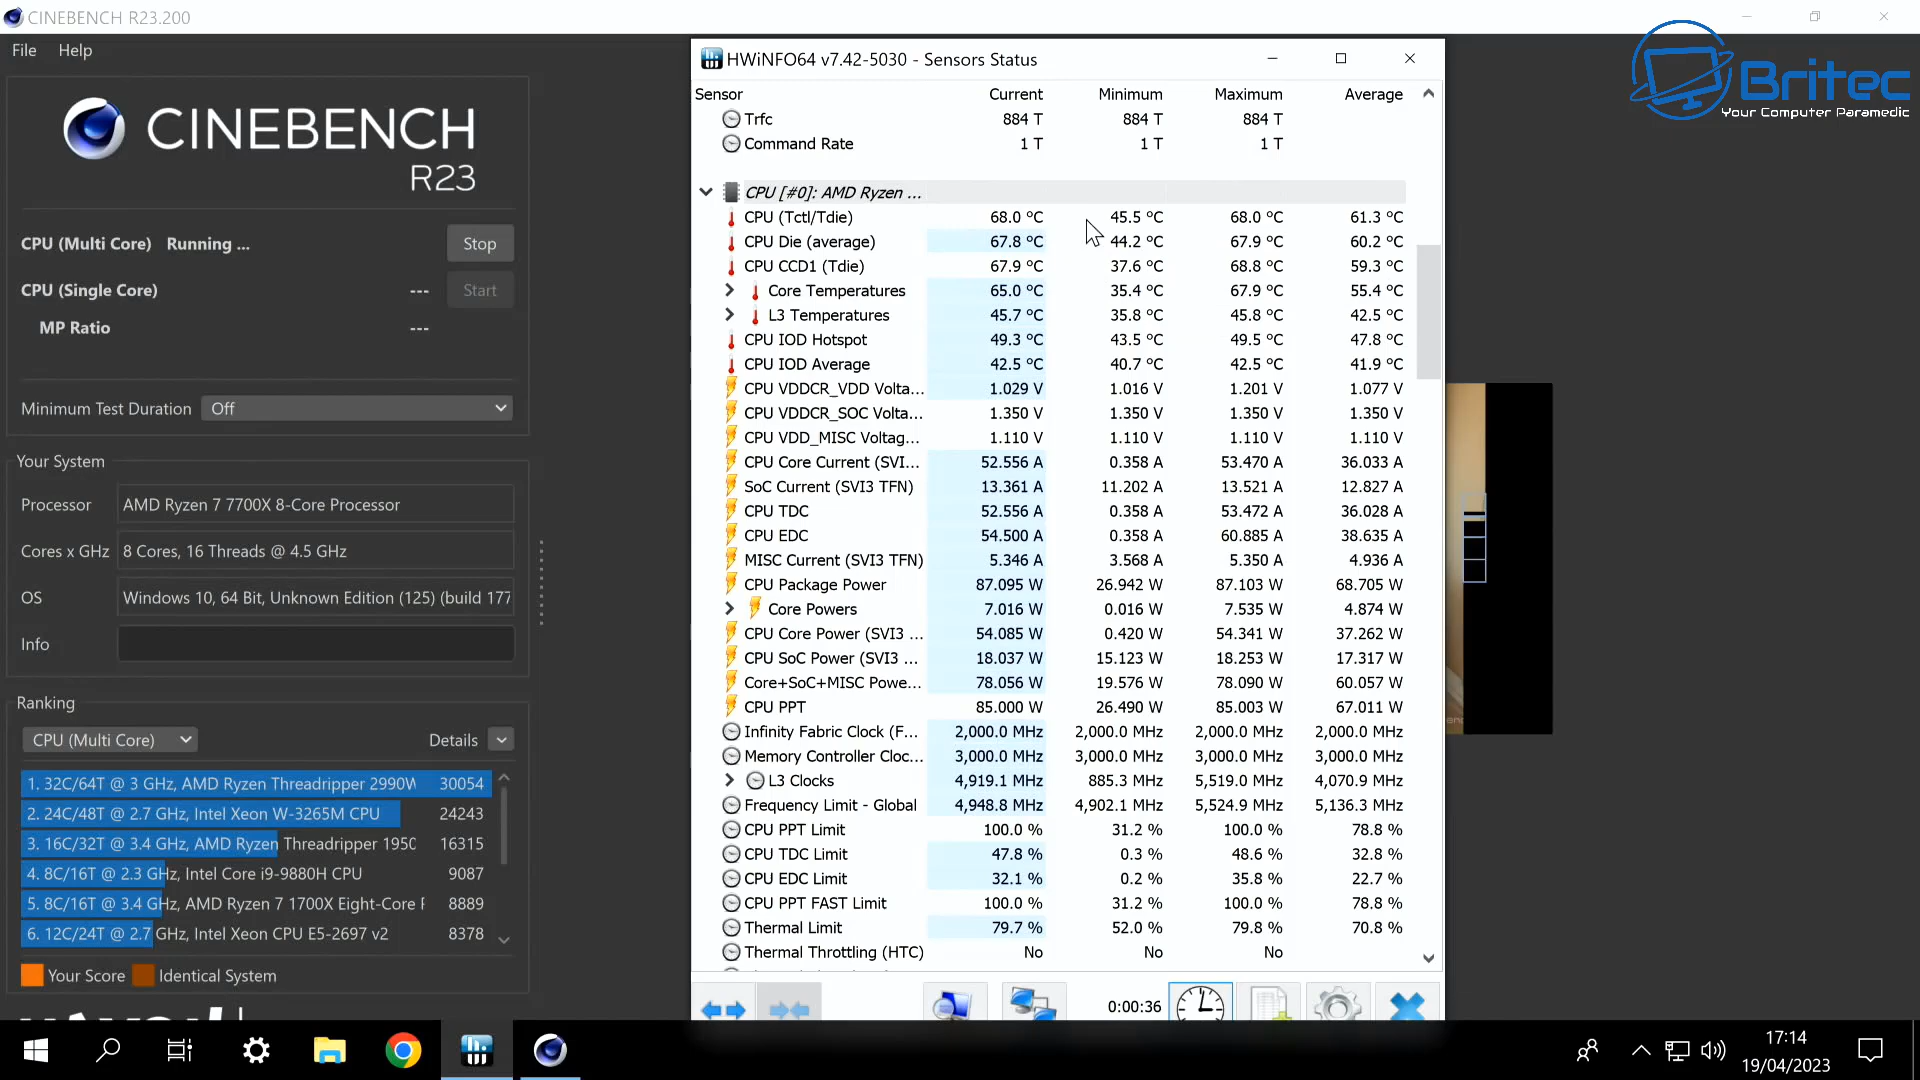 CINEBENCH R23.200
File Help
CINEBENCH
R23
CPU (Multi Core) Running ... Stop
CPU (Single Core) --- Start
MP Ratio ---
Minimum Test Duration Off
Your System
Processor AMD Ryzen 7 7700X 8-Core Processor
Cores x GHz 8 Cores, 16 Threads @ 4.5 GHz
OS Windows 10, 64 Bit, Unknown Edition (125) (build 177
Info
Ranking
CPU (Multi Core) Details
1. 32C/64T @ 3 GHz, AMD Ryzen Threadripper 2990W 30054
2. 24C/48T @ 2.7 GHz, Intel Xeon W-3265M CPU 24243
3. 16C/32T @ 3.4 GHz, AMD Ryzen Threadripper 1950 16315
4. 8C/16T @ 2.3 GHz, Intel Core i9-9880H CPU 9087
5. 8C/16T @ 3.4 GHz, AMD Ryzen 7 1700X Eight-Core P 8889
6. 12C/24T @ 2.7 GHz, Intel Xeon CPU E5-2697 v2 8378
Your Score Identical System
HWiNFO64 v7.42-5030 - Sensors Status
Sensor Current Minimum Maximum Average
Trfc 884 T 884 T 884 T
Command Rate 1 T 1 T 1 T
CPU [#0]: AMD Ryzen ...
CPU (Tctl/Tdie) 68.0 °C 45.5 °C 68.0 °C 61.3 °C
CPU Die (average) 67.8 °C 44.2 °C 67.9 °C 60.2 °C
CPU CCD1 (Tdie) 67.9 °C 37.6 °C 68.8 °C 59.3 °C
Core Temperatures 65.0 °C 35.4 °C 67.9 °C 55.4 °C
L3 Temperatures 45.7 °C 35.8 °C 45.8 °C 42.5 °C
CPU IOD Hotspot 49.3 °C 43.5 °C 49.5 °C 47.8 °C
CPU IOD Average 42.5 °C 40.7 °C 42.5 °C 41.9 °C
CPU VDDCR_VDD Volta... 1.029 V 1.016 V 1.201 V 1.077 V
CPU VDDCR_SOC Volta... 1.350 V 1.350 V 1.350 V 1.350 V
CPU VDD_MISC Voltag... 1.110 V 1.110 V 1.110 V 1.110 V
CPU Core Current (SVI... 52.556 A 0.358 A 53.470 A 36.033 A
SoC Current (SVI3 TFN) 13.361 A 11.202 A 13.521 A 12.827 A
CPU TDC 52.556 A 0.358 A 53.472 A 36.028 A
CPU EDC 54.500 A 0.358 A 60.885 A 38.635 A
MISC Current (SVI3 TFN) 5.346 A 3.568 A 5.350 A 4.936 A
CPU Package Power 87.095 W 26.942 W 87.103 W 68.705 W
Core Powers 7.016 W 0.016 W 7.535 W 4.874 W
CPU Core Power (SVI3 ... 54.085 W 0.420 W 54.341 W 37.262 W
CPU SoC Power (SVI3 ... 18.037 W 15.123 W 18.253 W 17.317 W
Core+SoC+MISC Powe... 78.056 W 19.576 W 78.090 W 60.057 W
CPU PPT 85.000 W 26.490 W 85.003 W 67.011 W
Infinity Fabric Clock (F... 2,000.0 MHz 2,000.0 MHz 2,000.0 MHz 2,000.0 MHz
Memory Controller Cloc... 3,000.0 MHz 3,000.0 MHz 3,000.0 MHz 3,000.0 MHz
L3 Clocks 4,919.1 MHz 885.3 MHz 5,519.0 MHz 4,070.9 MHz
Frequency Limit - Global 4,948.8 MHz 4,902.1 MHz 5,524.9 MHz 5,136.3 MHz
CPU PPT Limit 100.0 % 31.2 % 100.0 % 78.8 %
CPU TDC Limit 47.8 % 0.3 % 48.6 % 32.8 %
CPU EDC Limit 32.1 % 0.2 % 35.8 % 22.7 %
CPU PPT FAST Limit 100.0 % 31.2 % 100.0 % 78.8 %
Thermal Limit 79.7 % 52.0 % 79.8 % 70.8 %
Thermal Throttling (HTC) No No No
0:00:36
Britec
Your Computer Paramedic
17:14
19/04/2023